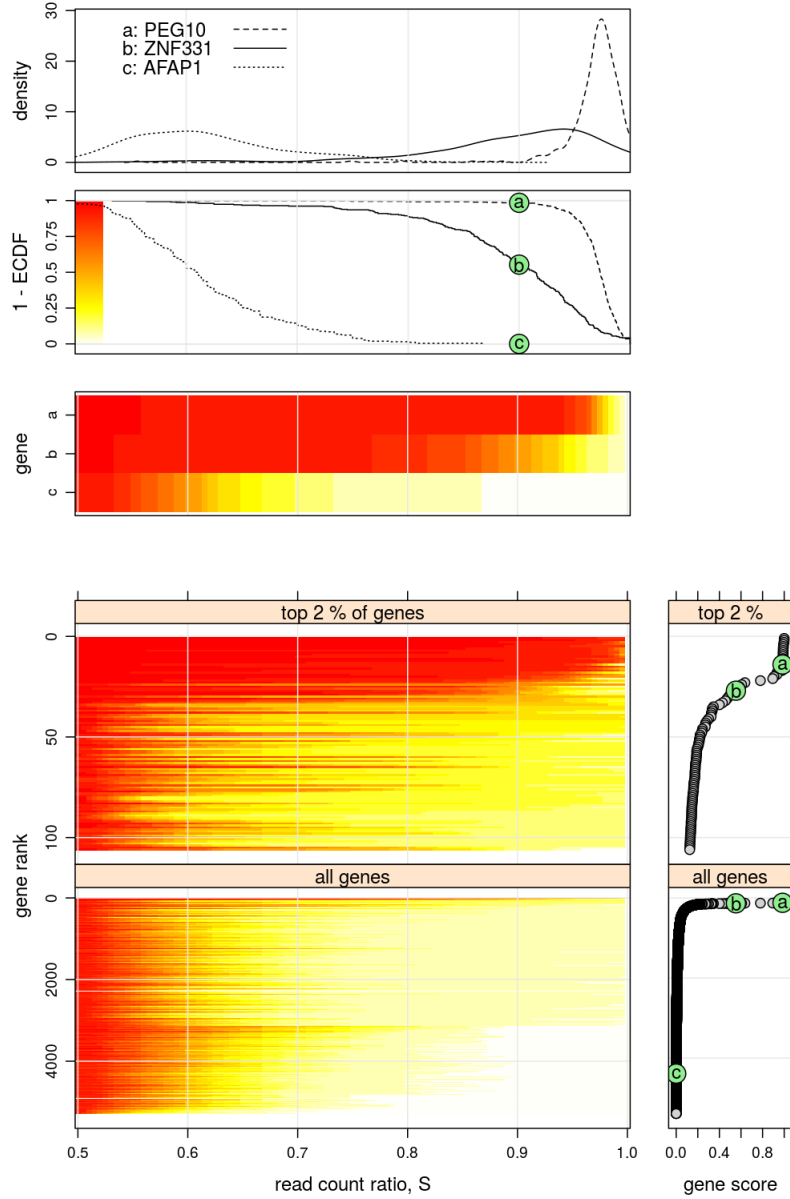 density
0 10 20 30
a: PEG10
b: ZNF331
c: AFAP1
1 - ECDF
0 0.25 0.5 0.75 1
a
b
c
gene
a
b
c
top 2 % of genes
top 2 %
gene rank
0
50
100
a
b
all genes
all genes
0
2000
4000
b
a
c
0.5 0.6 0.7 0.8 0.9 1.0
0.0 0.4 0.8
read count ratio, S
gene score